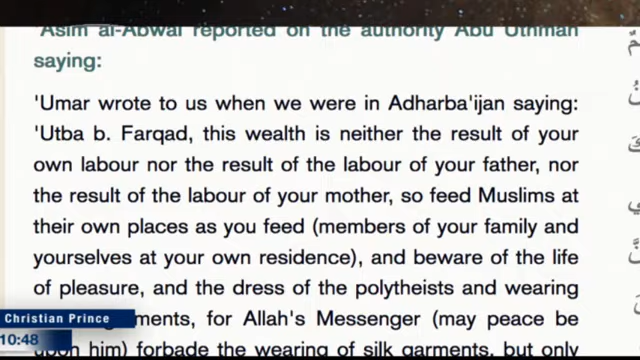 'Asim al-Ahwal reported on the authority Abu Uthman
saying:
'Umar wrote to us when we were in Adharba'ijan saying:
'Utba b. Farqad, this wealth is neither the result of your
own labour nor the result of the labour of your father, nor
the result of the labour of your mother, so feed Muslims at
their own places as you feed (members of your family and
yourselves at your own residence), and beware of the life
of pleasure, and the dress of the polytheists and wearing
ments, for Allah's Messenger (may peace be
upon him) forbade the wearing of silk garments, but only
Christian Prince
10:48